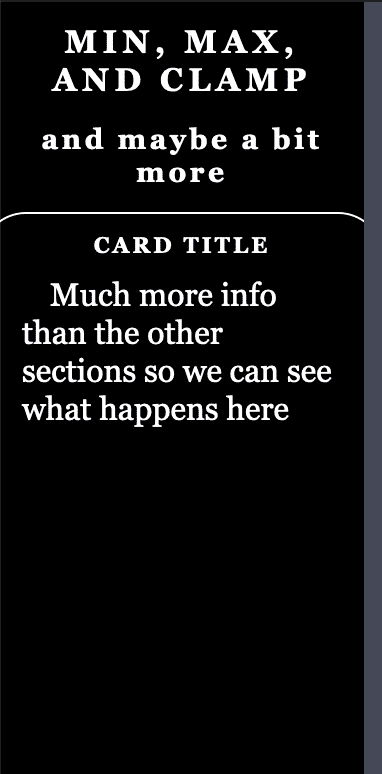 MIN, MAX,
AND CLAMP
and maybe a bit
more
CARD TITLE
Much more info
than the other
sections so we can see
what happens here